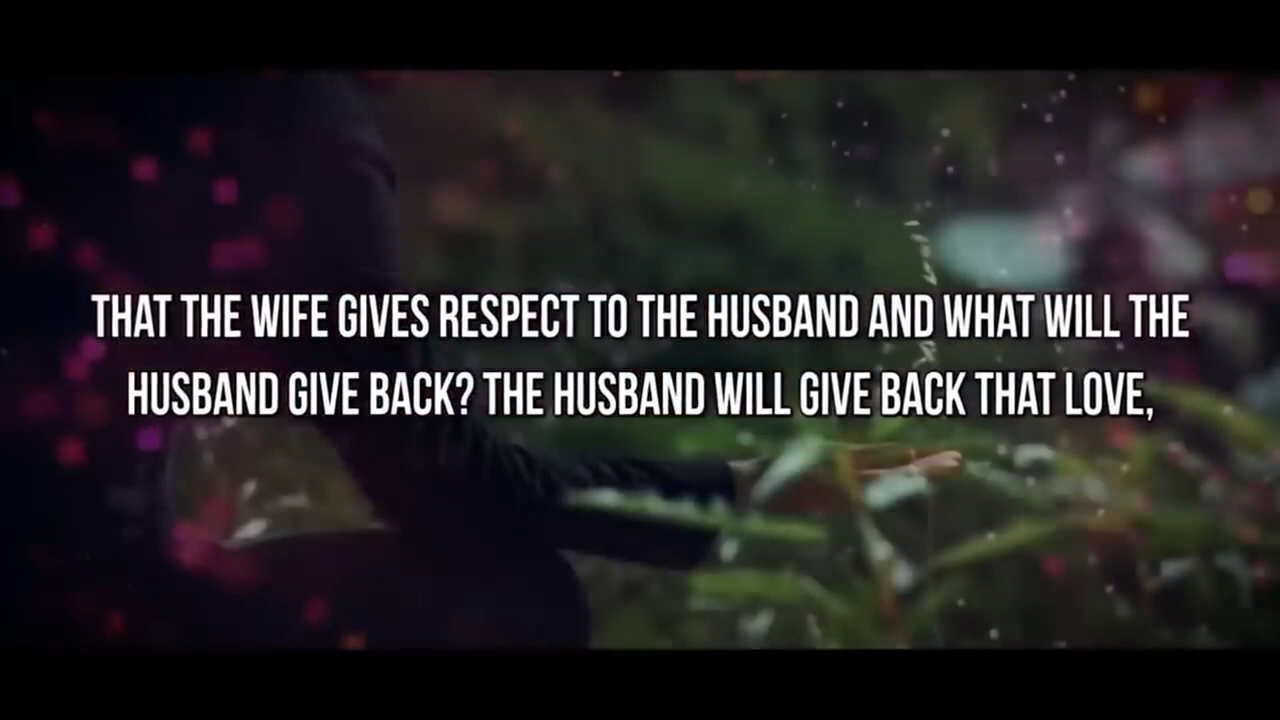 THAT THE WIFE GIVES RESPECT TO THE HUSBAND AND WHAT WILL THE
HUSBAND GIVE BACK? THE HUSBAND WILL GIVE BACK THAT LOVE,